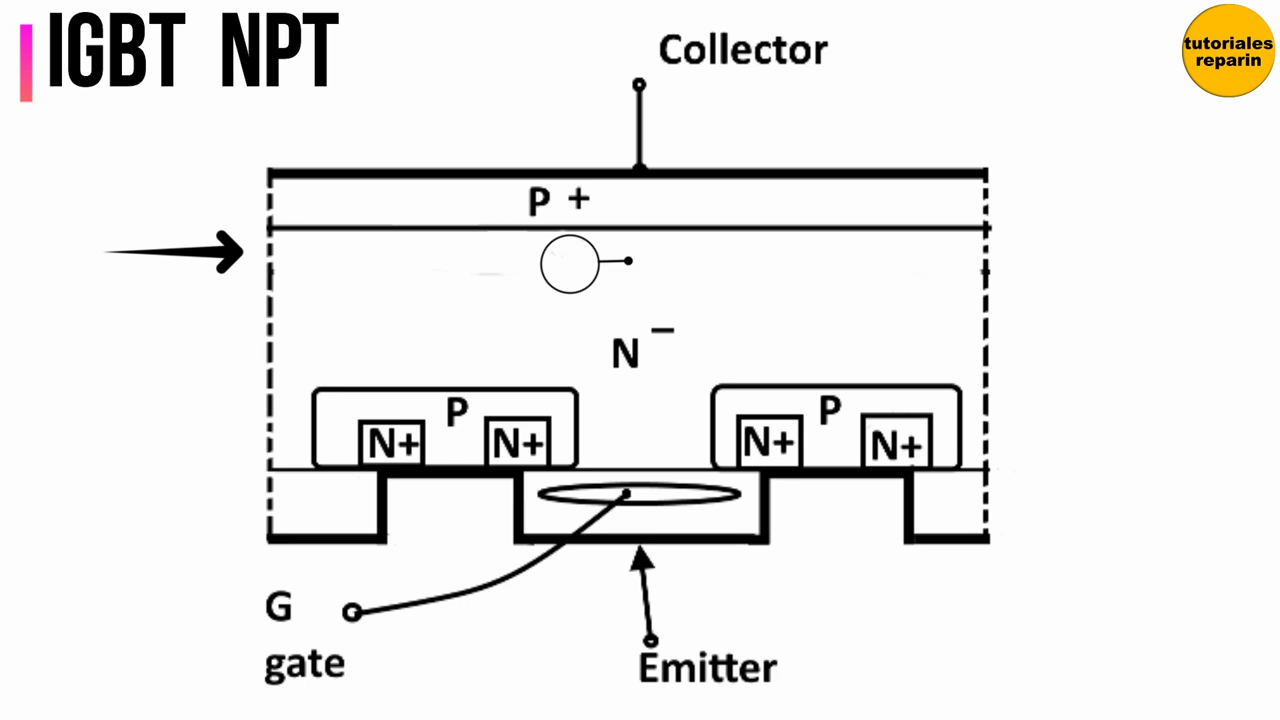 IGBT NPT
Collector
tutoriales
reparin
P +
N −
P
P
N+
N+
N+
N+
G
gate
Emitter